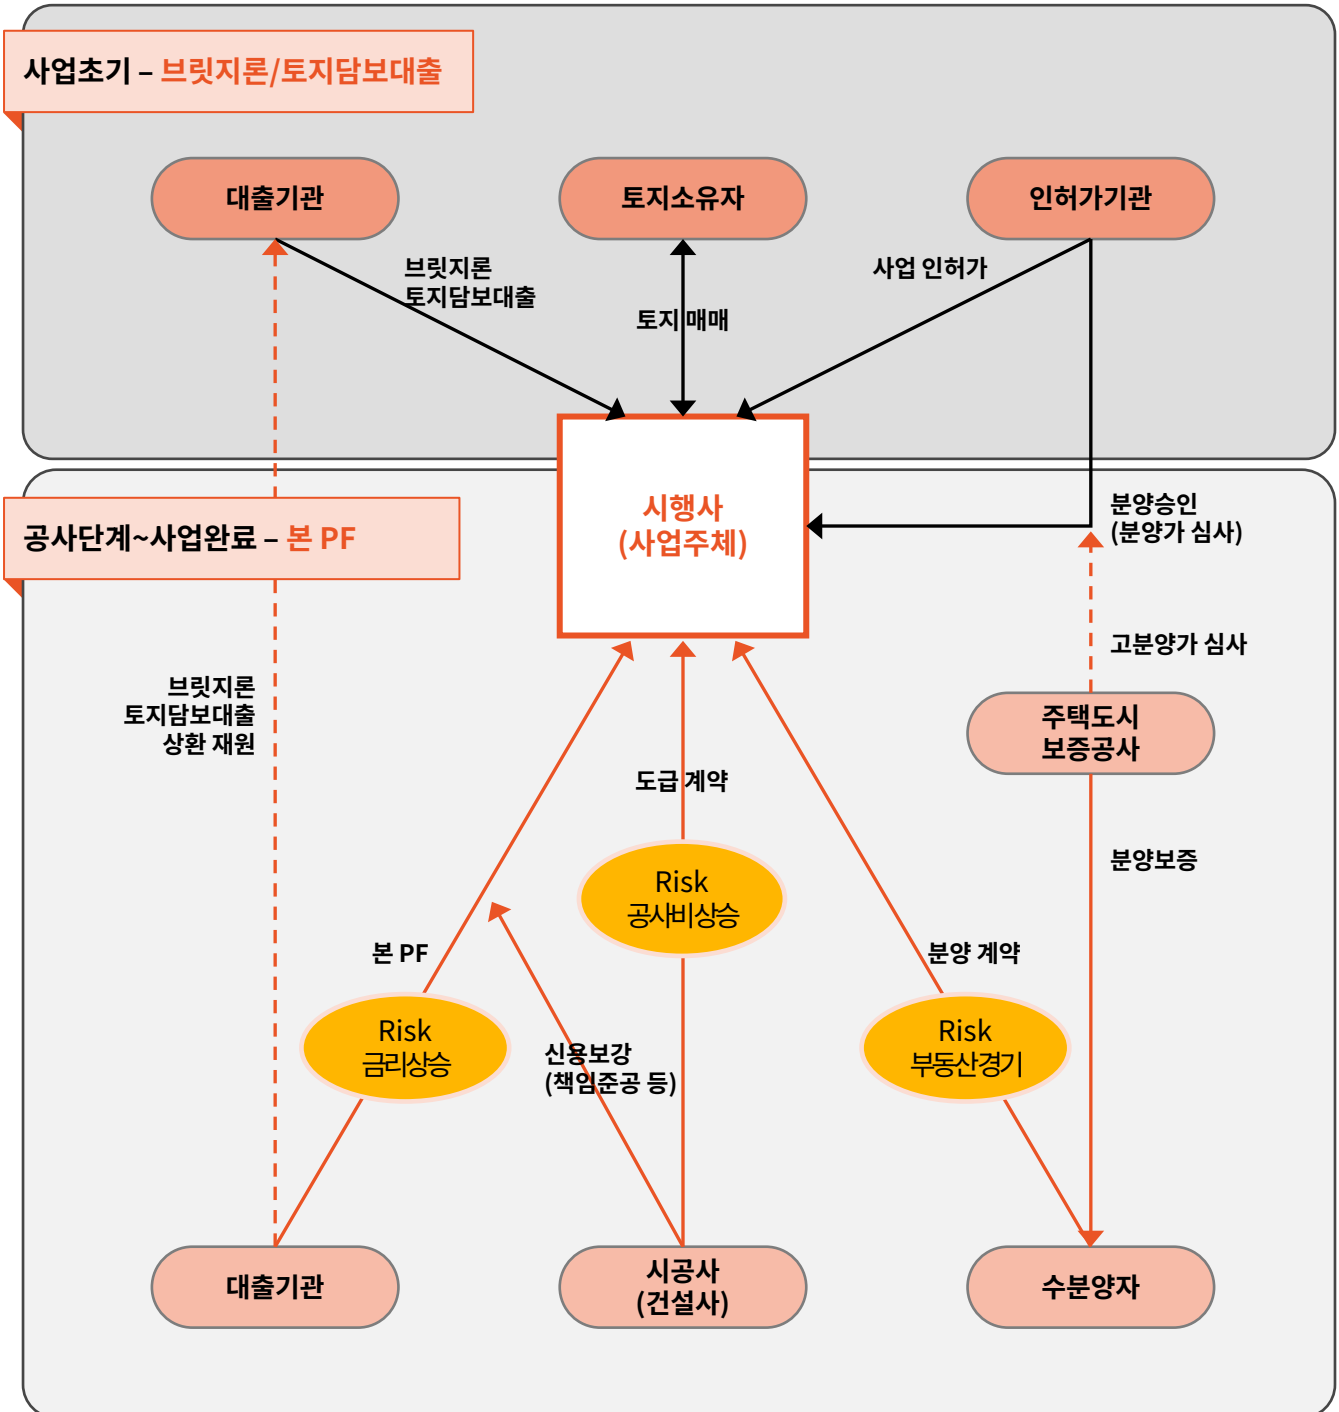 사업초기 – 브릿지론/토지담보대출
대출기관
토지소유자
인허가기관
브릿지론
토지담보대출
토지 매매
사업 인허가
시행사
(사업주체)
분양승인
(분양가 심사)
공사단계~사업완료 – 본 PF
고분양가 심사
브릿지론
토지담보대출
상환 재원
주택도시
보증공사
도급 계약
분양보증
Risk
공사비상승
본 PF
분양 계약
Risk
금리상승
신용보강
(책임준공 등)
Risk
부동산경기
대출기관
시공사
(건설사)
수분양자